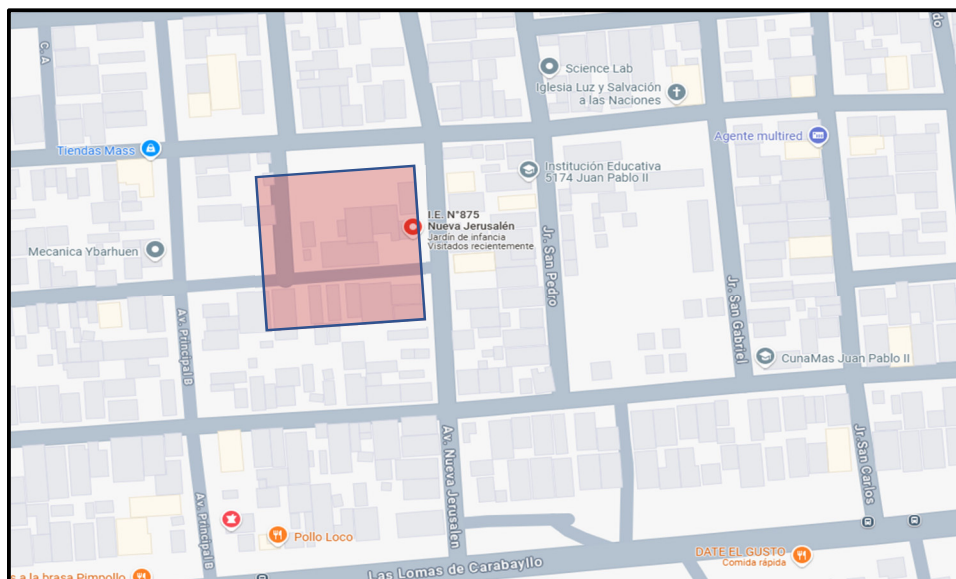 C. A
Science Lab
Iglesia Luz y Salvación
a las Naciones
Agente multired
Tiendas Mass
Institución Educativa
5174 Juan Pablo II
I.E. N°875
Nueva Jerusalén
Jardín de infancia
Visitados recientemente
Mecanica Ybarhuen
Jr. San Pedro
Jr. San Gabriel
Av. Principal B
CunaMas Juan Pablo II
Av. Nueva Jerusalén
Jr. San Carlos
Av. Principal B
Pollo Loco
DATE EL GUSTO
Comida rápida
Las Lomas de Carabayllo
s a la brasa Pimpollo